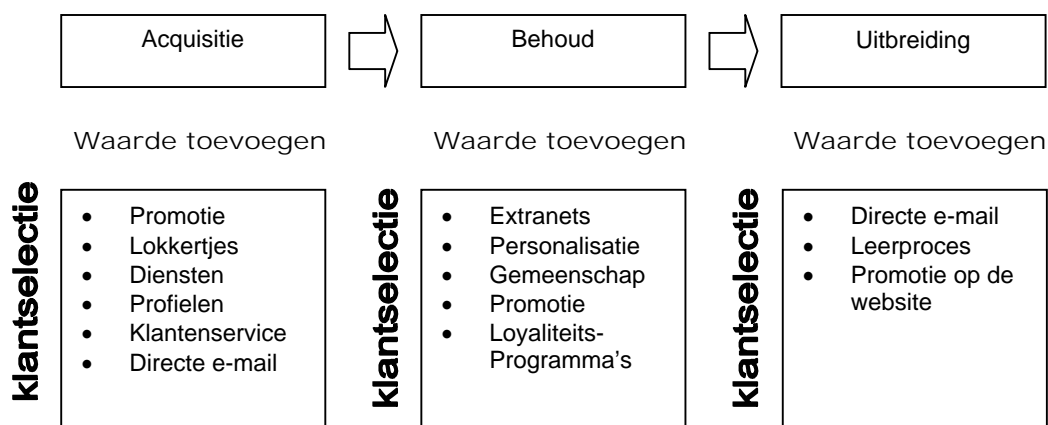 Acquisitie
Behoud
Uitbreiding
Waarde toevoegen
Waarde toevoegen
Waarde toevoegen
klantselectie
• Promotie
• Lokkertjes
• Diensten
• Profielen
• Klantenservice
• Directe e-mail
klantselectie
• Extranets
• Personalisatie
• Gemeenschap
• Promotie
• Loyaliteits-
Programma's
klantselectie
• Directe e-mail
• Leerproces
• Promotie op de
website